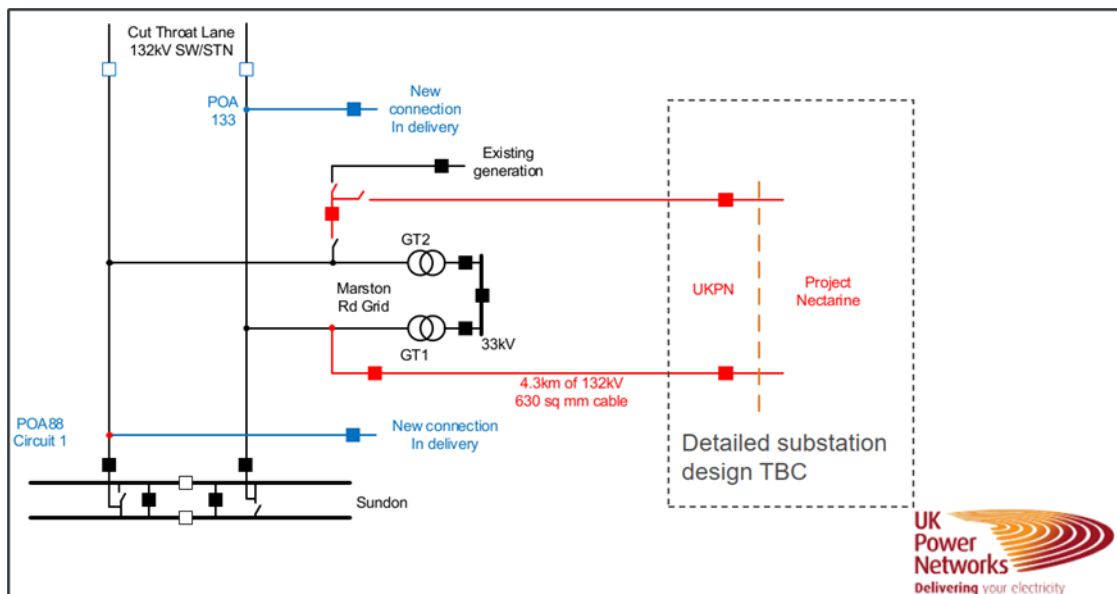 Cut Throat Lane
132kV SW/STN
POA
133
New
connection
In delivery
Existing
generation
GT2
Marston
Rd Grid
GT1
33kV
UKPN
Project
Nectarine
4.3km of 132kV
630 sq mm cable
POA88
Circuit 1
New connection
In delivery
Detailed substation
design TBC
Sundon
UK
Power
Networks
Delivering your electricity